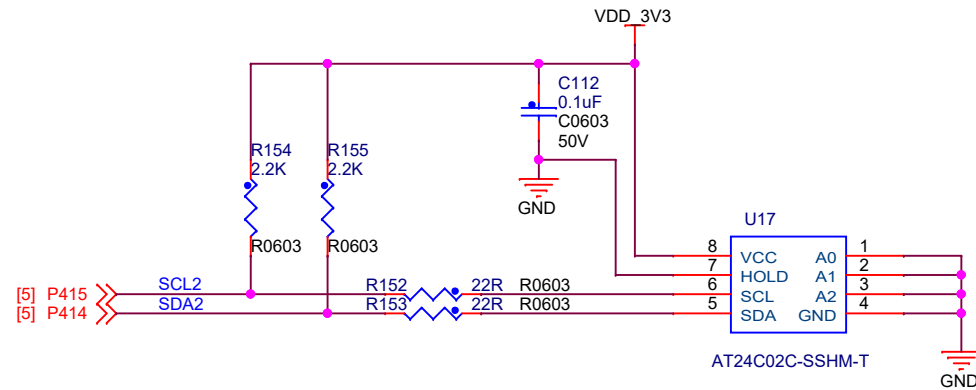 VDD_3V3
C112
0.1uF
C0603
50V
R154
2.2K
R155
2.2K
GND
U17
R0603
R0603
8 VCC A0 1
7 HOLD A1 2
6 SCL A2 3
5 SDA GND 4
[5] P415 SCL2 R152 22R R0603
[5] P414 SDA2 R153 22R R0603
AT24C02C-SSHM-T
GND